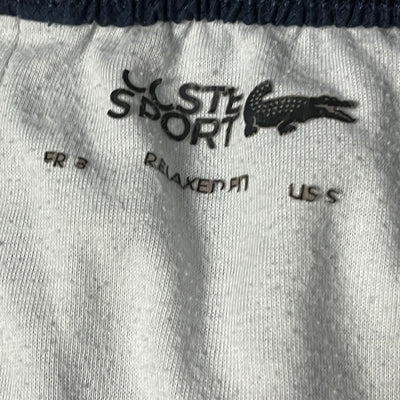 COSTE
SPORT
FR 3 RELAXED FIT US S